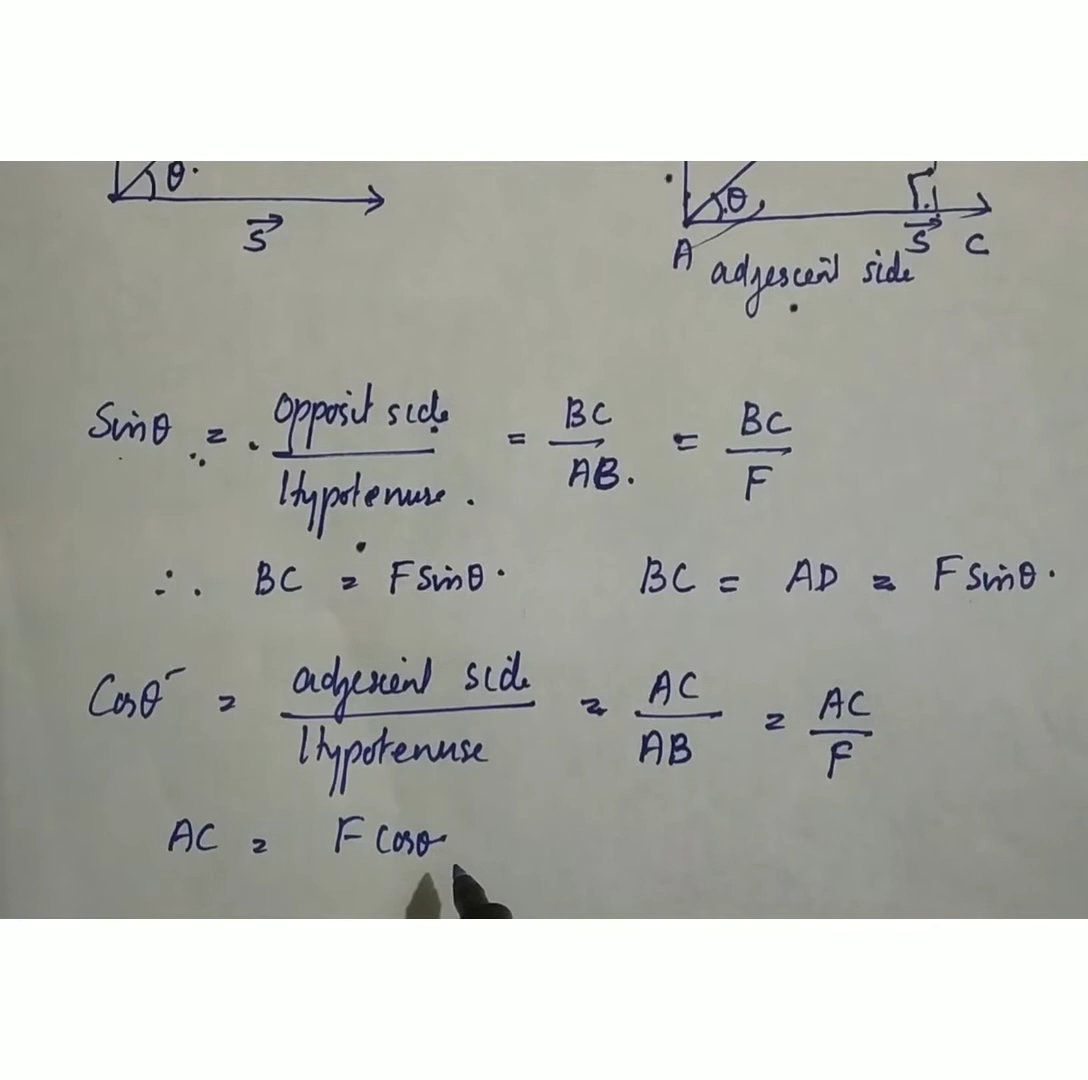 θ.
S
A θ S C
adjescent side
Sinθ = opposit side / Hypotenuse. = BC / AB. = BC / F
∴ BC = F sinθ. BC = AD = F sinθ.
Cosθ = adjescent side / Hypotenuse = AC / AB = AC / F
AC = F cosθ